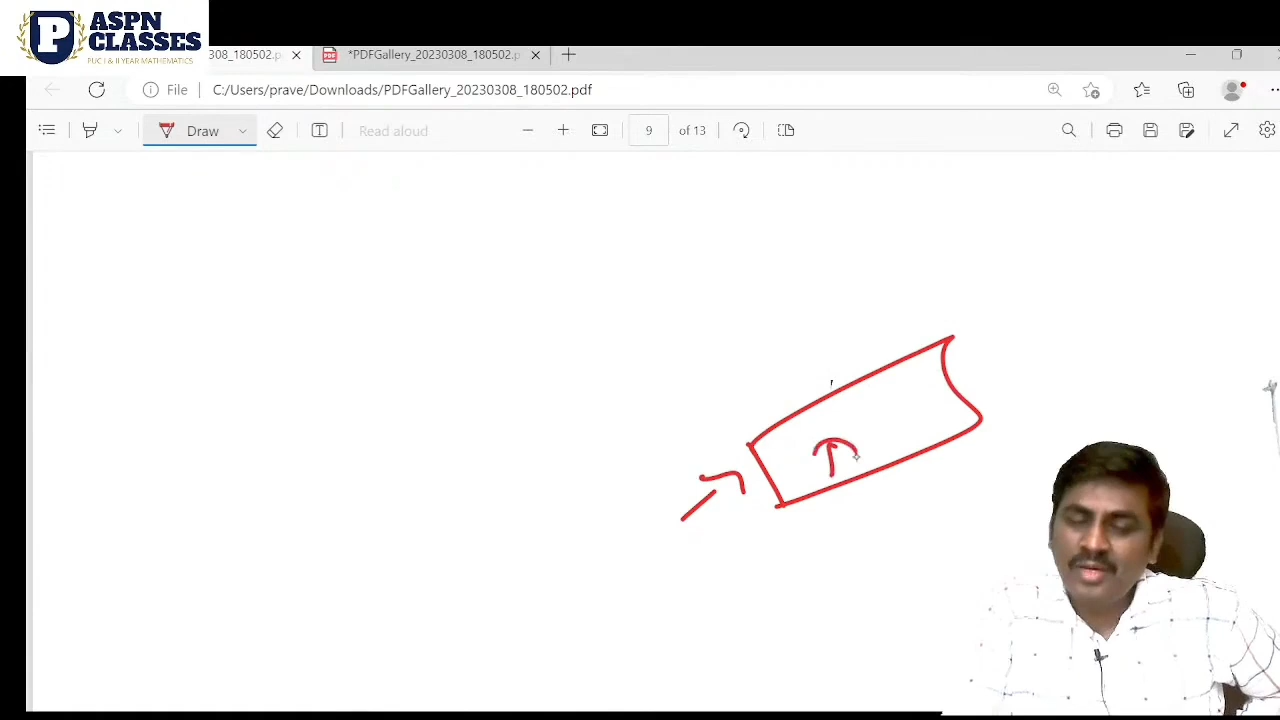 P
ASPN
CLASSES
PUC I & II YEAR MATHEMATICS
308_180502.p
*PDFGallery_20230308_180502.p
File
C:/Users/prave/Downloads/PDFGallery_20230308_180502.pdf
Draw
Read aloud
9
of 13